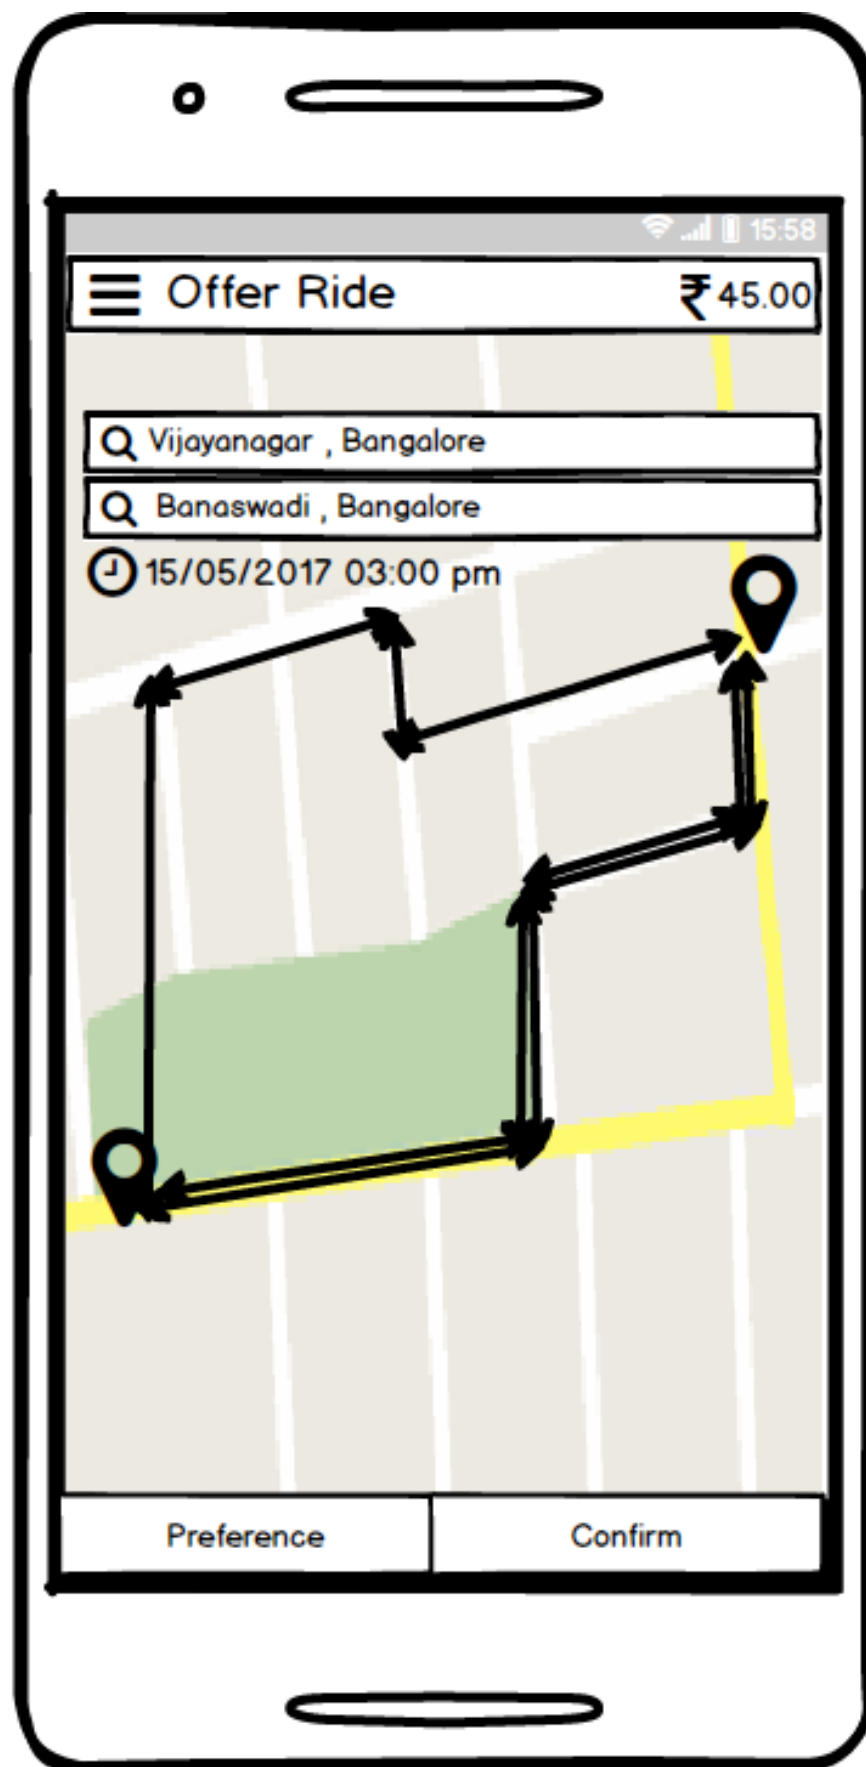 15:58
Offer Ride ₹ 45.00
Vijayanagar , Bangalore
Banaswadi , Bangalore
15/05/2017 03:00 pm
Preference Confirm